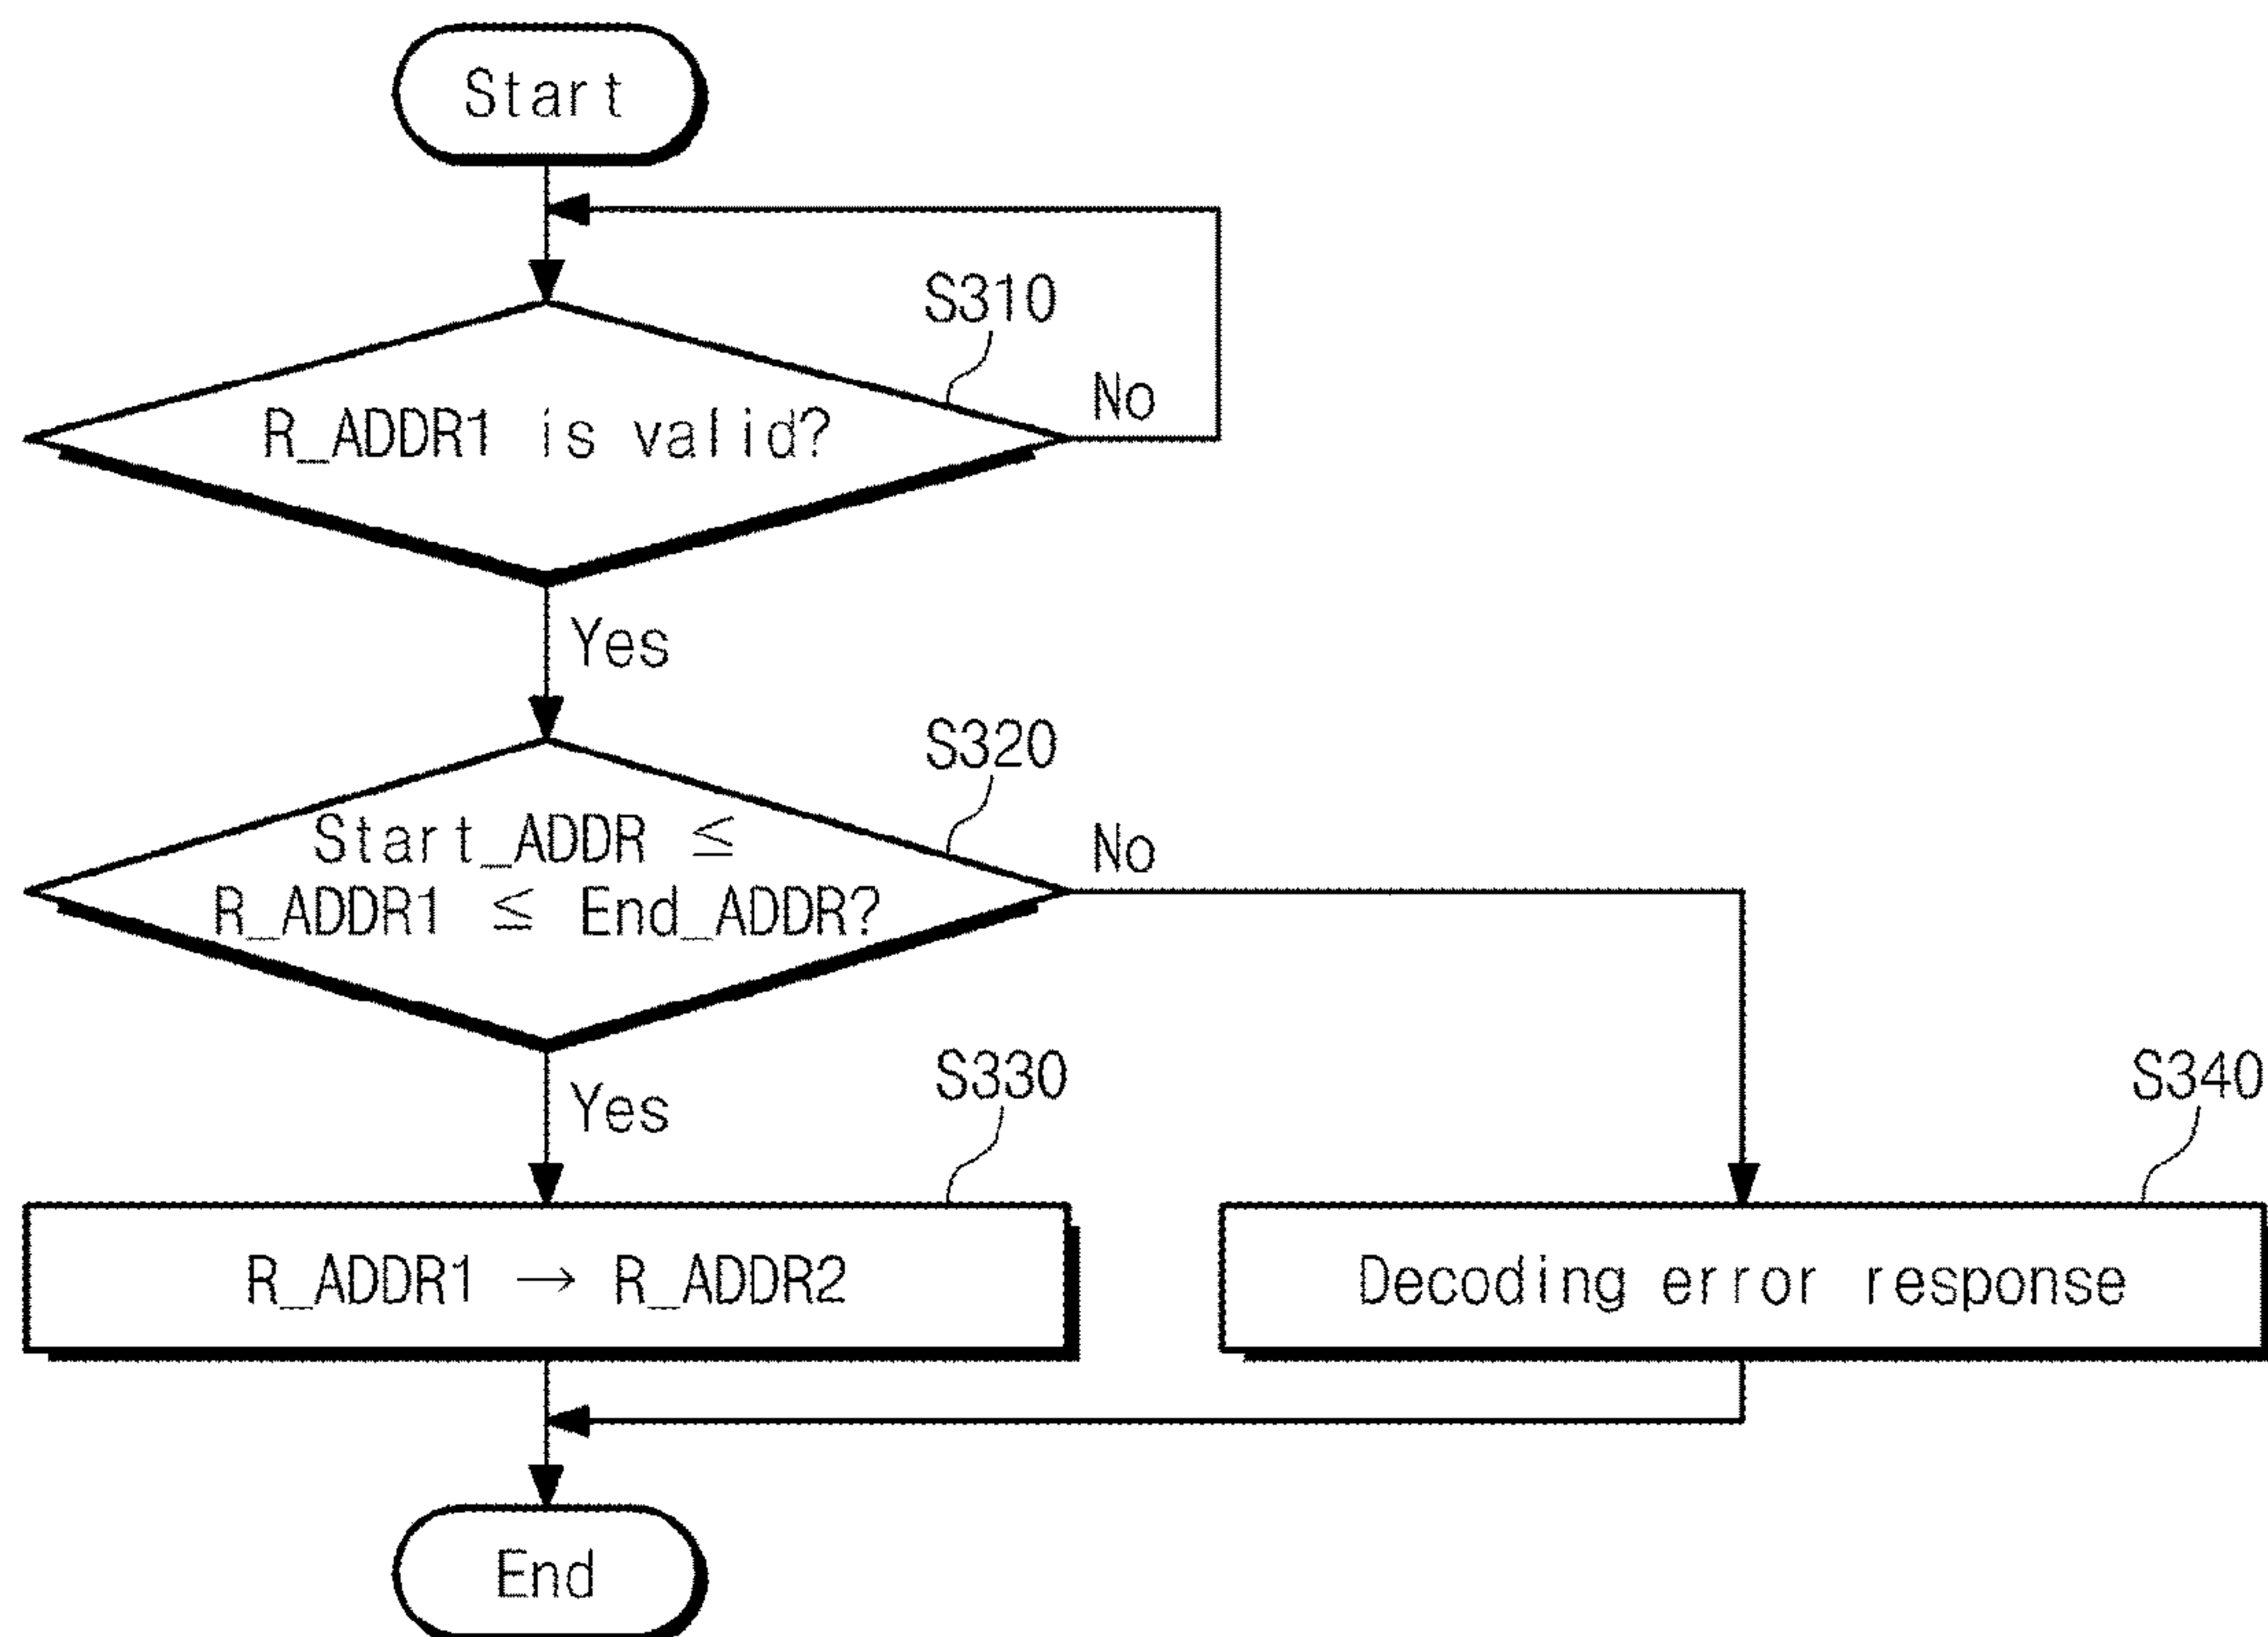 Start
S310
R_ADDR1 is valid?
No
Yes
S320
Start_ADDR ≤
R_ADDR1 ≤ End_ADDR?
No
Yes
S330
S340
R_ADDR1 → R_ADDR2
Decoding error response
End